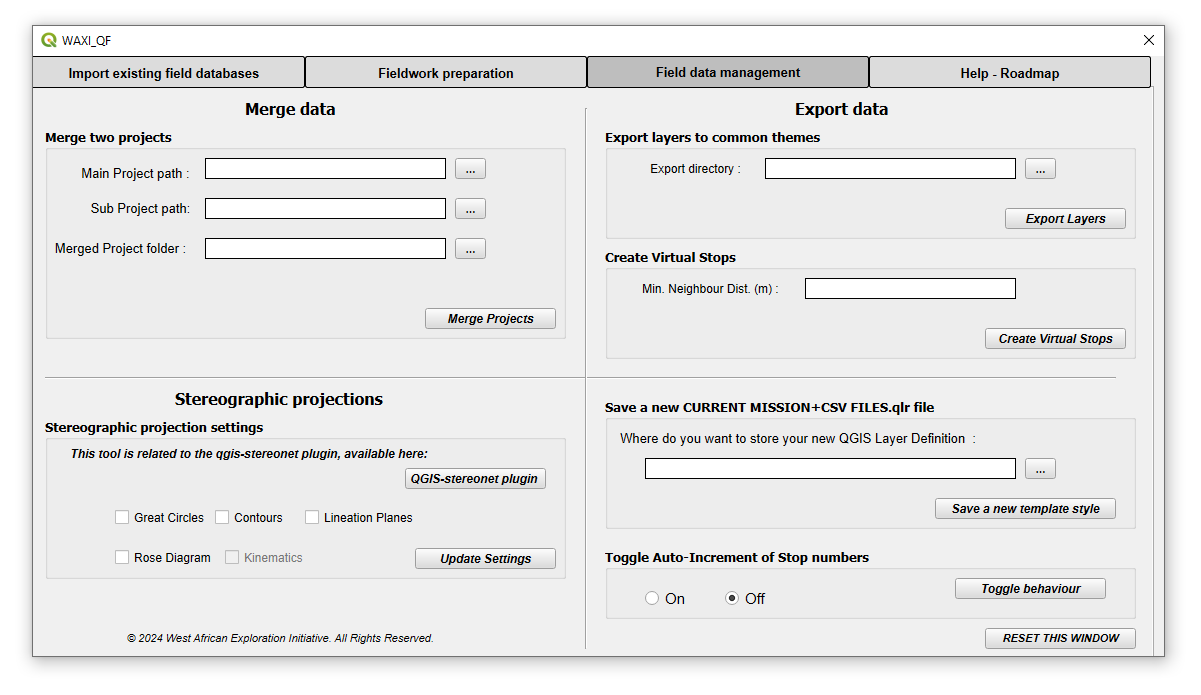 WAXI_QF
Import existing field databases
Fieldwork preparation
Field data management
Help - Roadmap
Merge data
Merge two projects
Main Project path :
...
Sub Project path:
...
Merged Project folder :
...
Merge Projects
Export data
Export layers to common themes
Export directory :
...
Export Layers
Create Virtual Stops
Min. Neighbour Dist. (m) :
Create Virtual Stops
Stereographic projections
Stereographic projection settings
This tool is related to the qgis-stereonet plugin, available here:
QGIS-stereonet plugin
Great Circles
Contours
Lineation Planes
Rose Diagram
Kinematics
Update Settings
© 2024 West African Exploration Initiative. All Rights Reserved.
Save a new CURRENT MISSION+CSV FILES.qlr file
Where do you want to store your new QGIS Layer Definition :
...
Save a new template style
Toggle Auto-Increment of Stop numbers
On
Off
Toggle behaviour
RESET THIS WINDOW